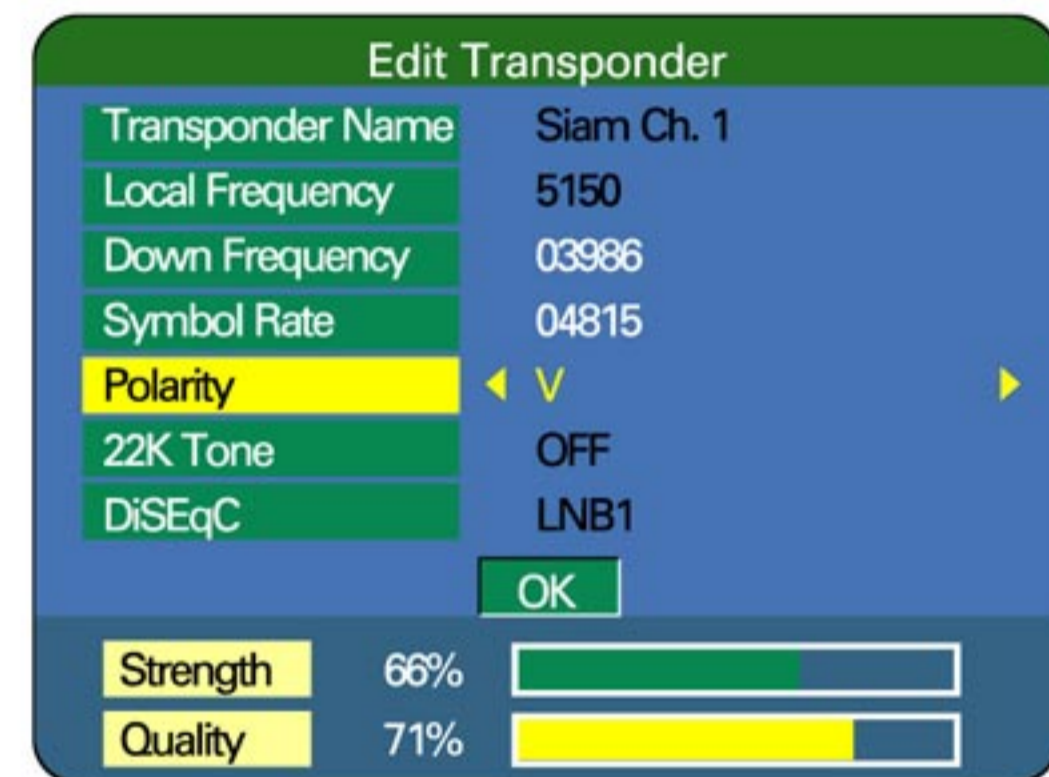 Edit Transponder
Transponder Name Siam Ch. 1
Local Frequency 5150
Down Frequency 03986
Symbol Rate 04815
Polarity V
22K Tone OFF
DiSEqC LNB1
OK
Strength 66%
Quality 71%